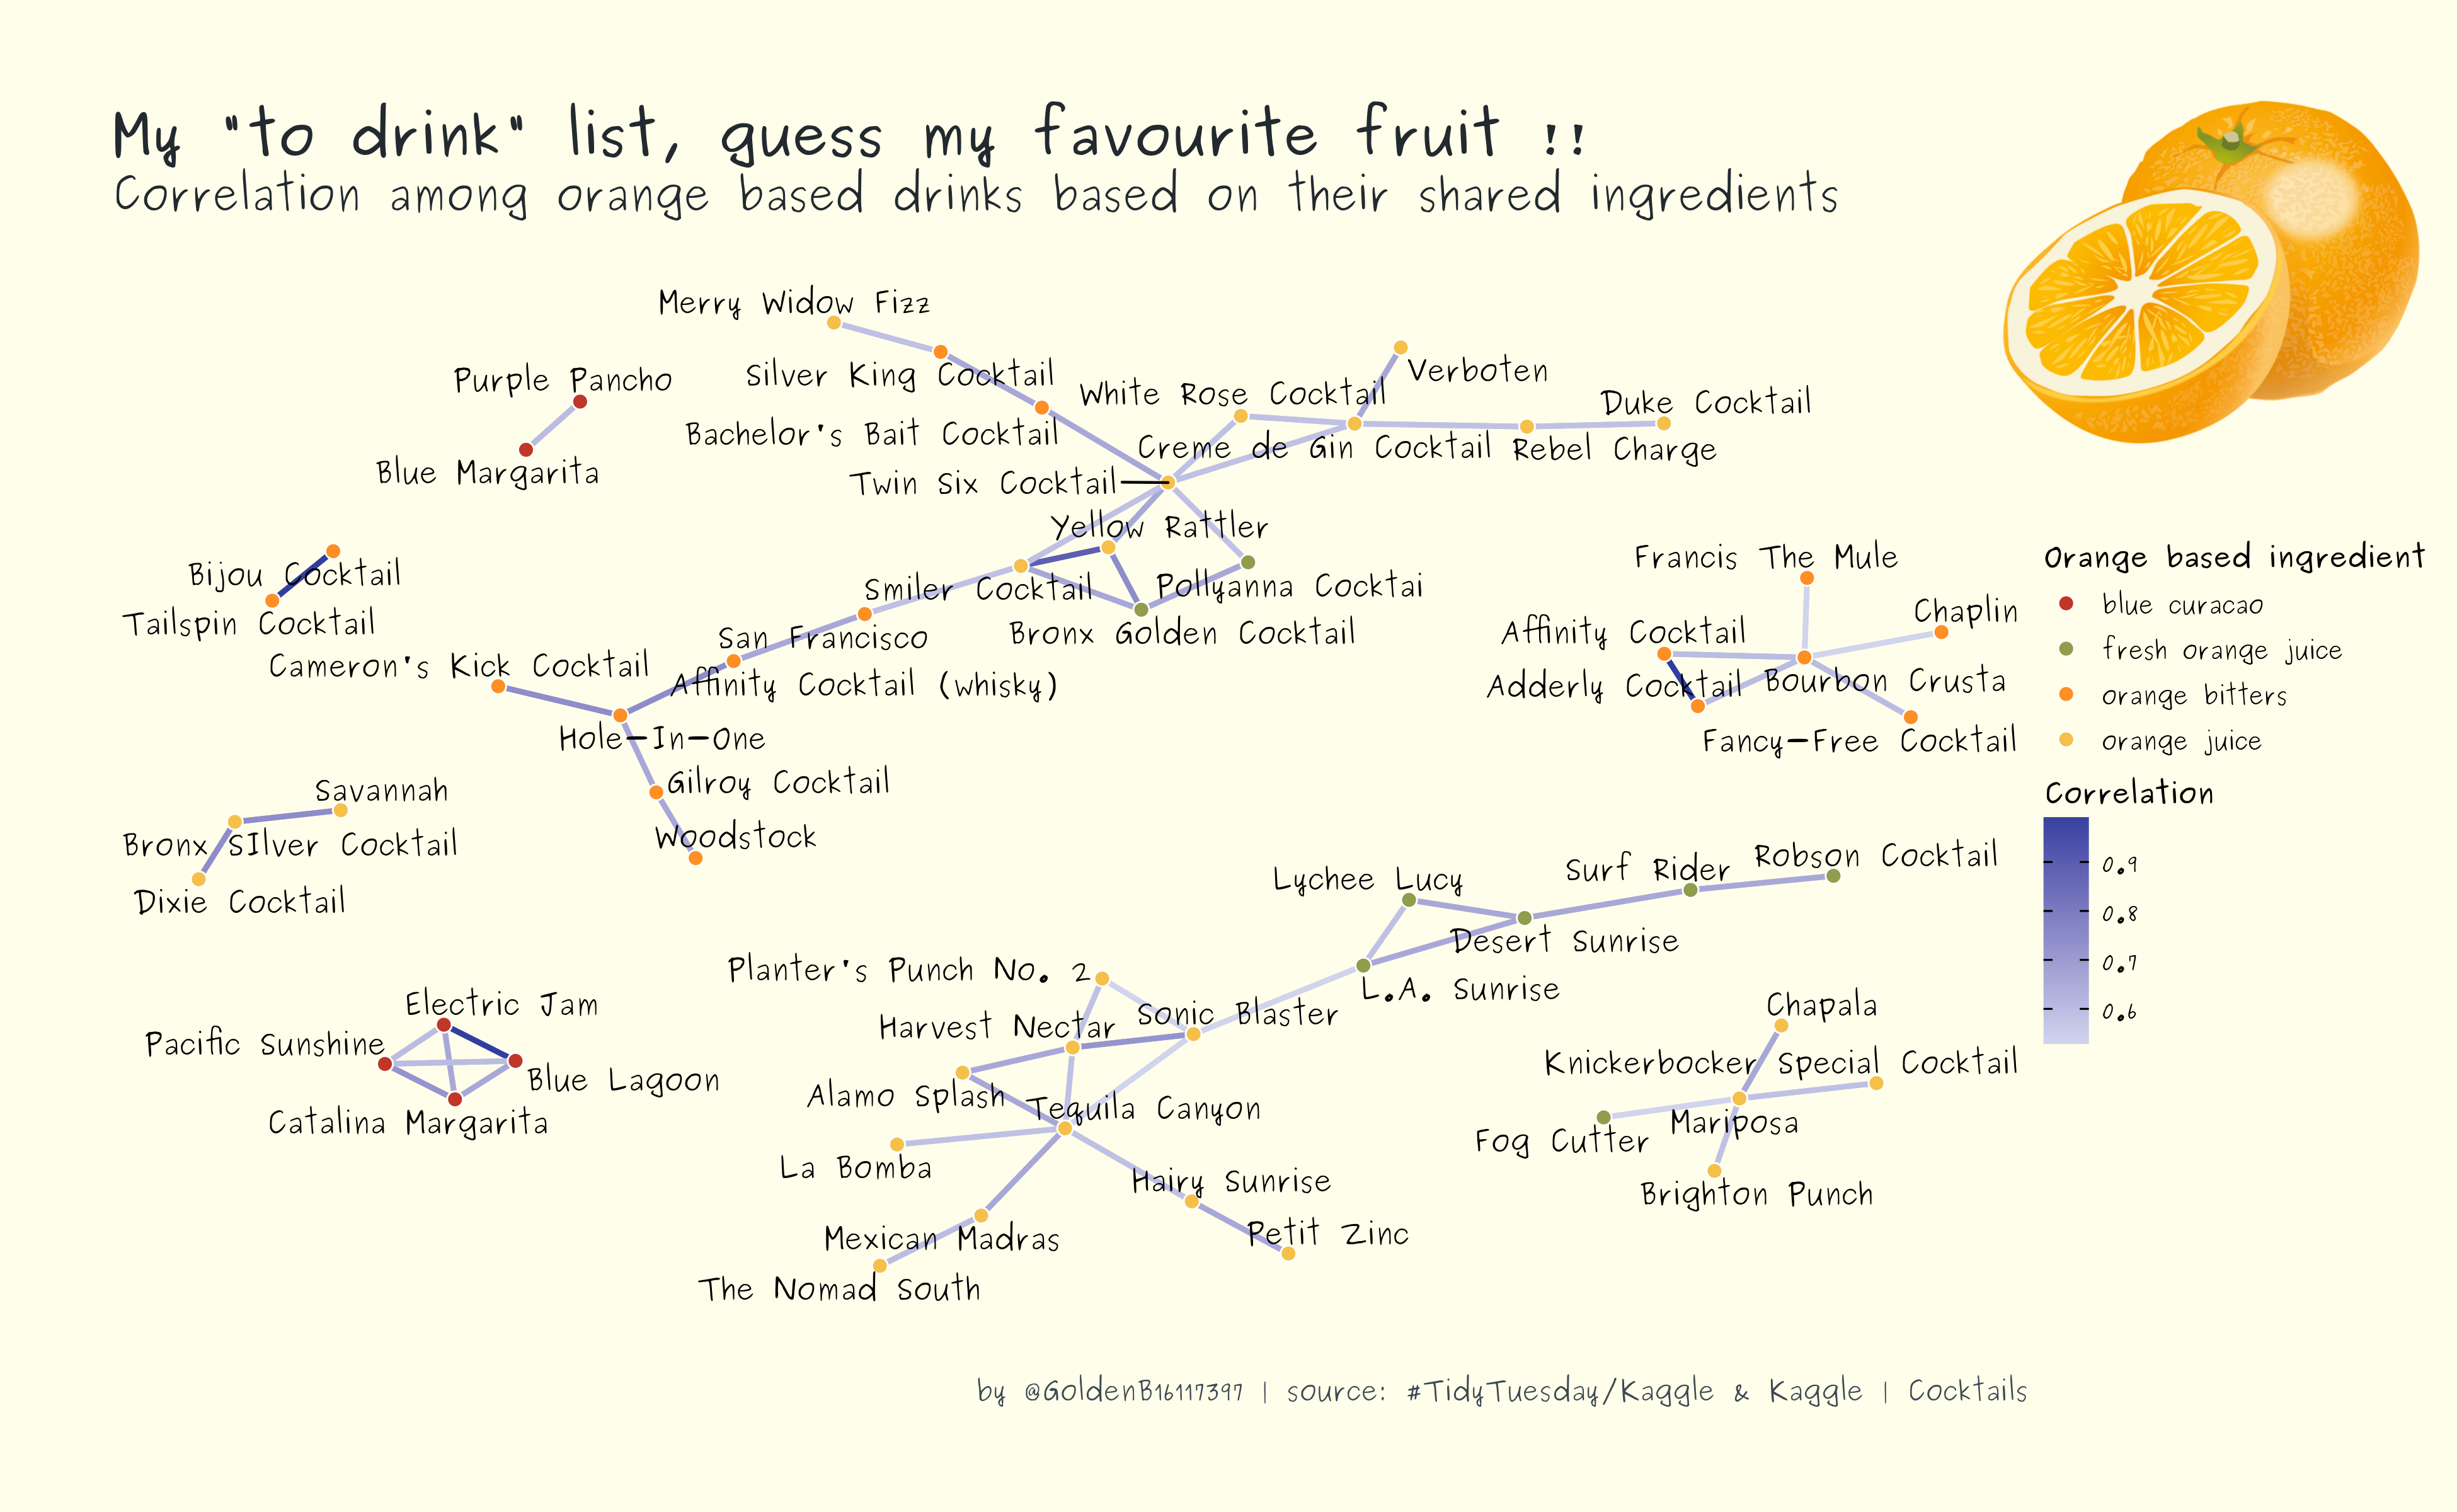 My "to drink" list, guess my favourite fruit !!
Correlation among orange based drinks based on their shared ingredients
Merry Widow Fizz
Purple Pancho
Silver King Cocktail
White Rose Cocktail
Verboten
Duke Cocktail
Bachelor's Bait Cocktail
Creme de Gin Cocktail
Rebel Charge
Blue Margarita
Twin Six Cocktail
Yellow Rattler
Bijou Cocktail
Smiler Cocktail
Pollyanna Cocktai
Tailspin Cocktail
San Francisco
Bronx Golden Cocktail
Cameron's Kick Cocktail
Affinity Cocktail (whisky)
Hole-In-One
Gilroy Cocktail
Woodstock
Francis The Mule
Chaplin
Affinity Cocktail
Adderly Cocktail
Bourbon Crusta
Fancy-Free Cocktail
Savannah
Bronx SIlver Cocktail
Dixie Cocktail
Lychee Lucy
Surf Rider
Robson Cocktail
Desert Sunrise
L.A. Sunrise
Planter's Punch No. 2
Harvest Nectar
Sonic Blaster
Electric Jam
Pacific Sunshine
Blue Lagoon
Catalina Margarita
Alamo Splash
Tequila Canyon
La Bomba
Hairy Sunrise
Mexican Madras
Petit Zinc
The Nomad South
Chapala
Knickerbocker Special Cocktail
Mariposa
Fog Cutter
Brighton Punch
Orange based ingredient
blue curacao
fresh orange juice
orange bitters
orange juice
Correlation
0.9
0.8
0.7
0.6
by @GoldenB16117397 | source: #TidyTuesday/Kaggle & Kaggle | Cocktails